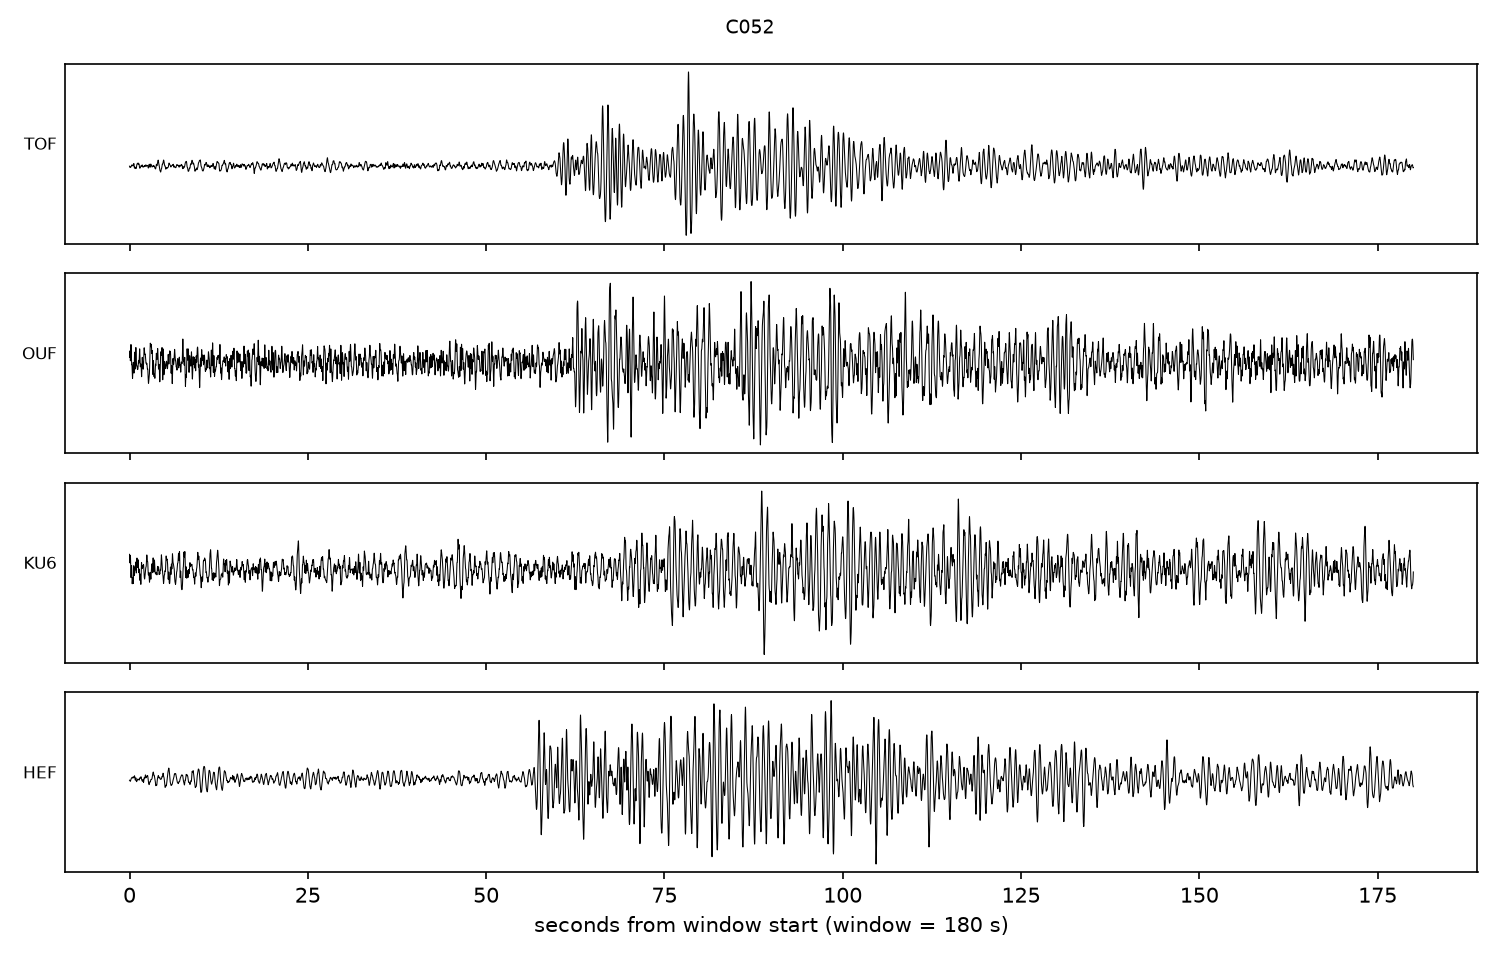 C052
TOF
OUF
KU6
HEF
0 25 50 75 100 125 150 175
seconds from window start (window = 180 s)